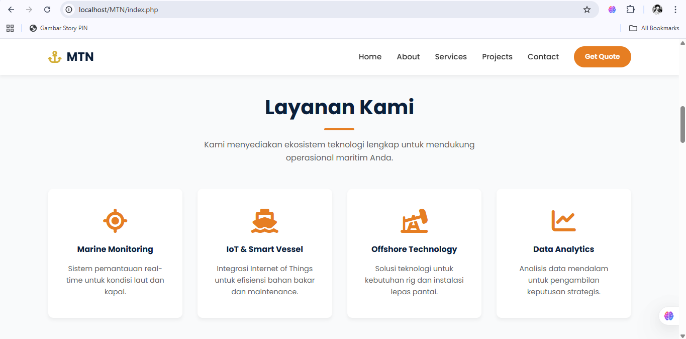 localhost/MTN/index.php
Gambar Story PIN
All Bookmarks
MTN
Home About Services Projects Contact Get Quote
Layanan Kami
Kami menyediakan ekosistem teknologi lengkap untuk mendukung
operasional maritim Anda.
Marine Monitoring
Sistem pemantauan real-
time untuk kondisi laut dan
kapal.
IoT & Smart Vessel
Integrasi Internet of Things
untuk efisiensi bahan bakar
dan maintenance.
Offshore Technology
Solusi teknologi untuk
kebutuhan rig dan instalasi
lepas pantai.
Data Analytics
Analisis data mendalam
untuk pengambilan
keputusan strategis.